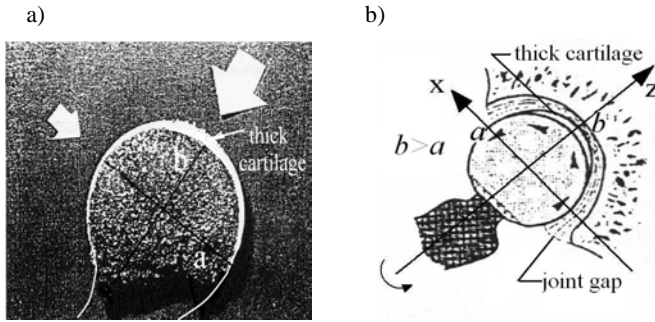 a)
thick
cartilage
b
a
b)
thick cartilage
x
z
a
b
b>a
joint gap